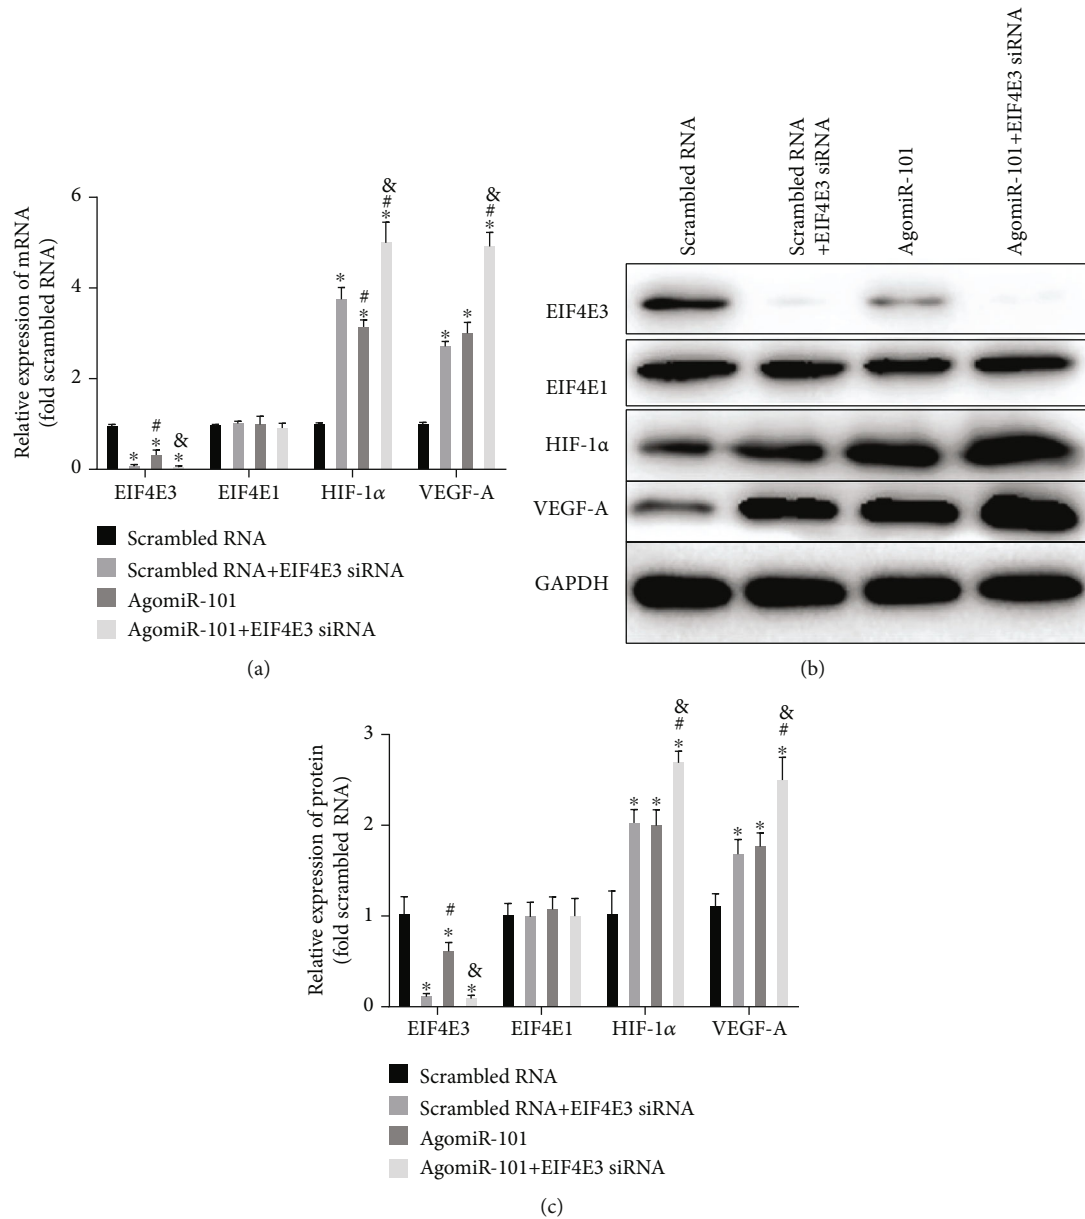 Relative expression of mRNA
(fold scrambled RNA)
6
4
2
0
*
#
*
&
*
*
#
*
&
#
*
*
*
&
#
*
EIF4E3
EIF4E1
HIF-1α
VEGF-A
Scrambled RNA
Scrambled RNA+EIF4E3 siRNA
AgomiR-101
AgomiR-101+EIF4E3 siRNA
(a)
Scrambled RNA
Scrambled RNA
+EIF4E3 siRNA
AgomiR-101
AgomiR-101+EIF4E3 siRNA
EIF4E3
EIF4E1
HIF-1α
VEGF-A
GAPDH
(b)
Relative expression of protein
(fold scrambled RNA)
3
2
1
0
*
#
*
&
*
*
*
&
#
*
*
*
&
#
*
EIF4E3
EIF4E1
HIF-1α
VEGF-A
Scrambled RNA
Scrambled RNA+EIF4E3 siRNA
AgomiR-101
AgomiR-101+EIF4E3 siRNA
(c)